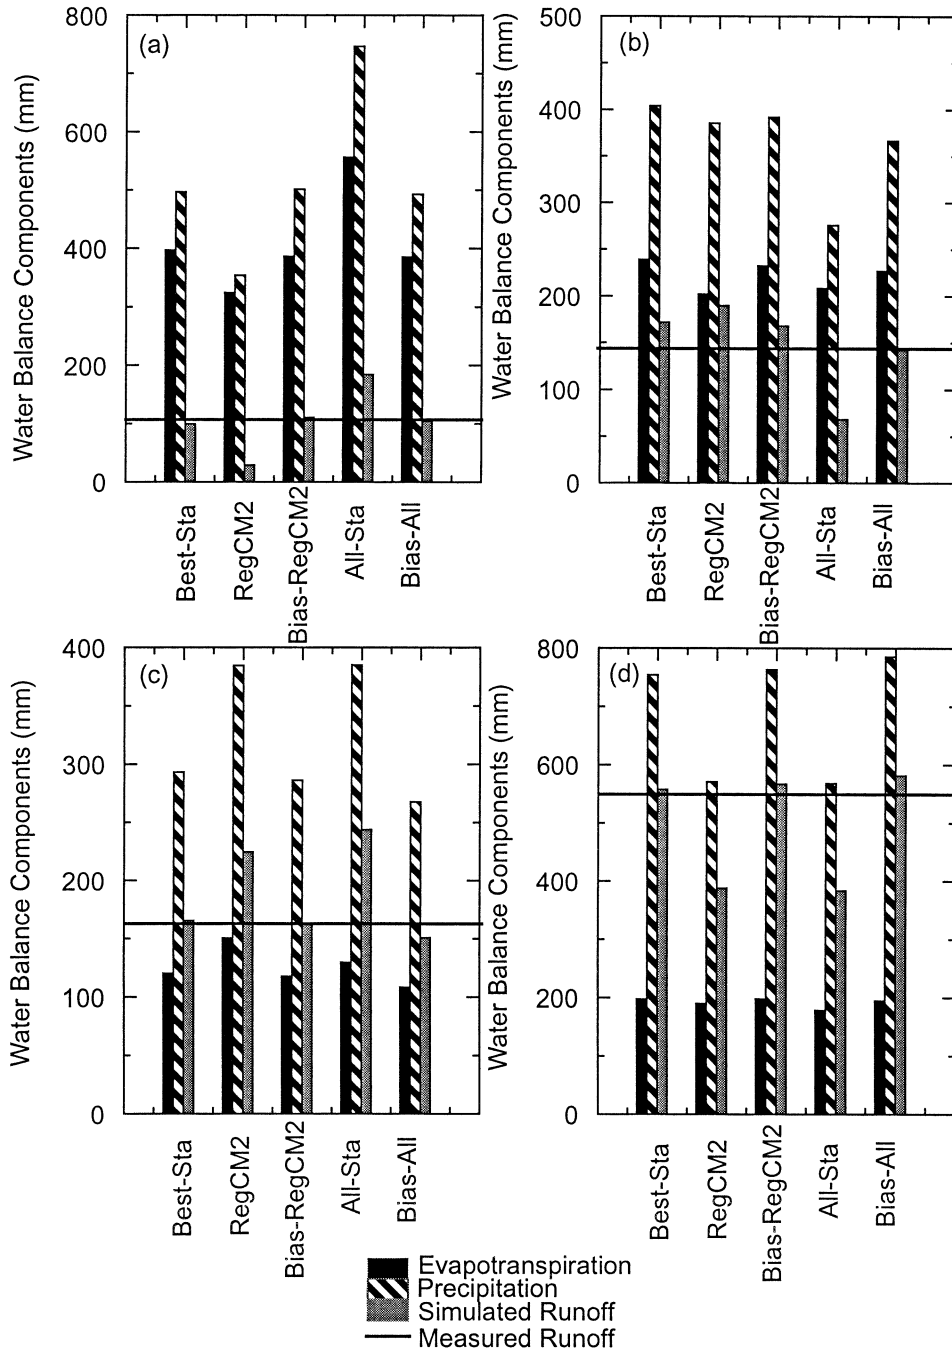 (a)
Water Balance Components (mm)
800
600
400
200
0
Best-Sta
RegCM2
Bias-RegCM2
All-Sta
Bias-All
(b)
Water Balance Components (mm)
500
400
300
200
100
0
Best-Sta
RegCM2
Bias-RegCM2
All-Sta
Bias-All
(c)
Water Balance Components (mm)
400
300
200
100
0
Best-Sta
RegCM2
Bias-RegCM2
All-Sta
Bias-All
(d)
Water Balance Components (mm)
800
600
400
200
0
Best-Sta
RegCM2
Bias-RegCM2
All-Sta
Bias-All
Evapotranspiration
Precipitation
Simulated Runoff
Measured Runoff